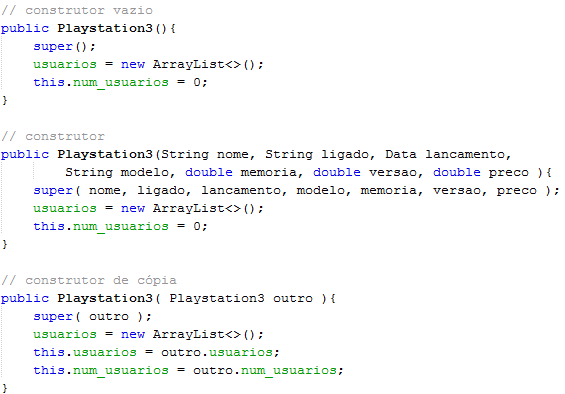 // construtor vazio
public Playstation3(){
    super();
    usuarios = new ArrayList<>();
    this.num_usuarios = 0;
}

// construtor
public Playstation3(String nome, String ligado, Data lancamento,
        String modelo, double memoria, double versao, double preco ){
    super( nome, ligado, lancamento, modelo, memoria, versao, preco );
    usuarios = new ArrayList<>();
    this.num_usuarios = 0;
}

// construtor de cópia
public Playstation3( Playstation3 outro ){
    super( outro );
    usuarios = new ArrayList<>();
    this.usuarios = outro.usuarios;
    this.num_usuarios = outro.num_usuarios;
}